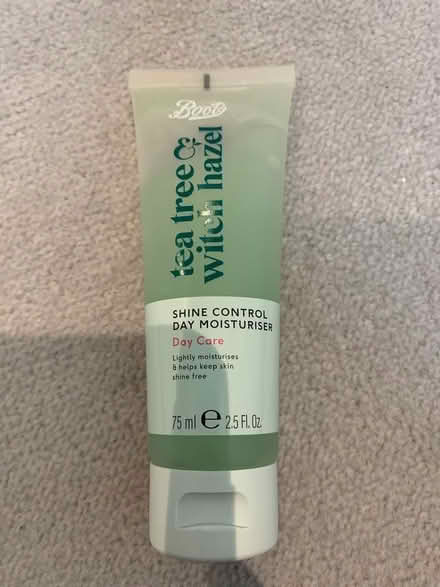 Boots
tea tree &
witch hazel
SHINE CONTROL
DAY MOISTURISER
Day Care
Lightly moisturises
& helps keep skin
shine free
75 ml ℮ 2.5 Fl. Oz.